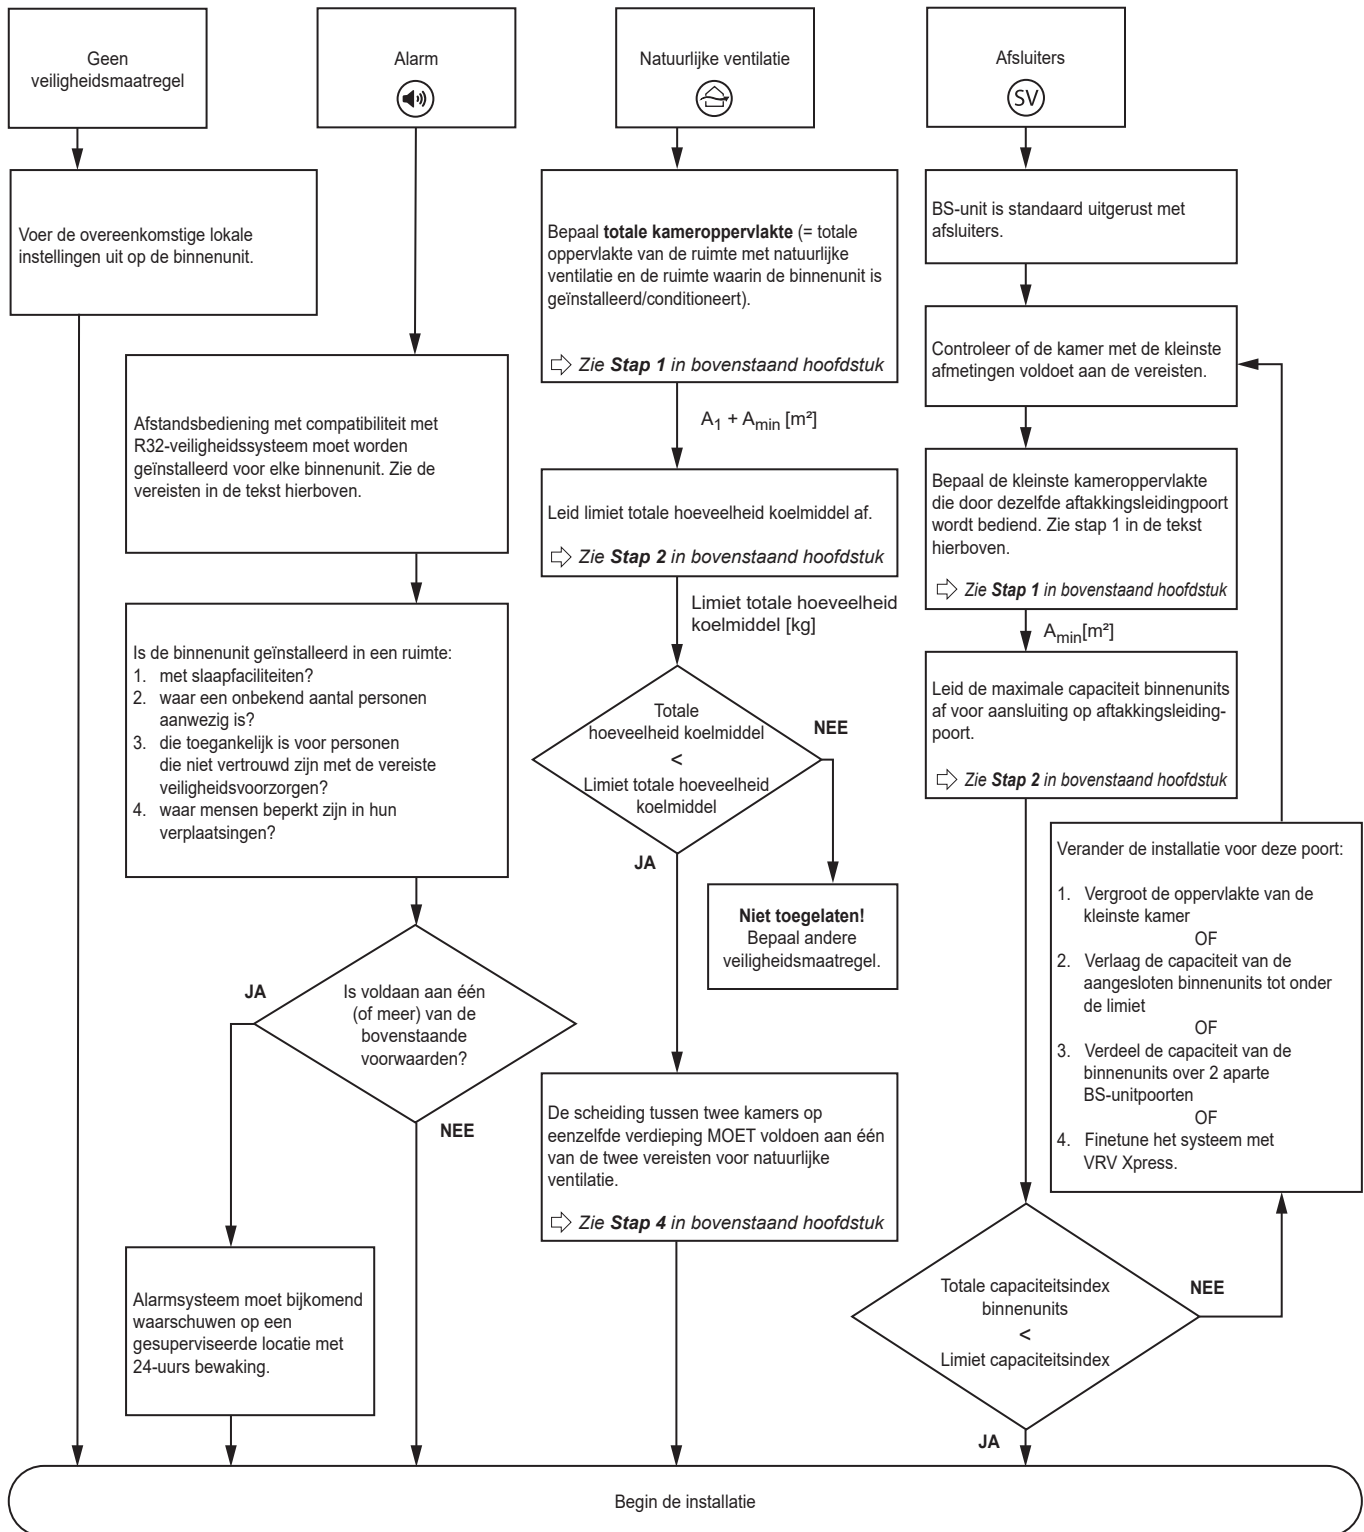 Geen
veiligheidsmaatregel
Voer de overeenkomstige lokale
instellingen uit op de binnenunit.
Alarm
Afstandsbediening met compatibiliteit met
R32-veiligheidssysteem moet worden
geïnstalleerd voor elke binnenunit. Zie de
vereisten in de tekst hierboven.
Is de binnenunit geïnstalleerd in een ruimte:
1. met slaapfaciliteiten?
2. waar een onbekend aantal personen
aanwezig is?
3. die toegankelijk is voor personen
die niet vertrouwd zijn met de vereiste
veiligheidsvoorzorgen?
4. waar mensen beperkt zijn in hun
verplaatsingen?
JA
Is voldaan aan één
(of meer) van de
bovenstaande
voorwaarden?
NEE
Alarmsysteem moet bijkomend
waarschuwen op een
gesuperviseerde locatie met
24-uurs bewaking.
Natuurlijke ventilatie
Bepaal totale kameroppervlakte (= totale
oppervlakte van de ruimte met natuurlijke
ventilatie en de ruimte waarin de binnenunit is
geïnstalleerd/conditioneert).
Zie Stap 1 in bovenstaand hoofdstuk
A1 + Amin [m²]
Leid limiet totale hoeveelheid koelmiddel af.
Zie Stap 2 in bovenstaand hoofdstuk
Limiet totale hoeveelheid
koelmiddel [kg]
Totale
hoeveelheid koelmiddel
<
Limiet totale hoeveelheid
koelmiddel
NEE
JA
Niet toegelaten!
Bepaal andere
veiligheidsmaatregel.
De scheiding tussen twee kamers op
eenzelfde verdieping MOET voldoen aan één
van de twee vereisten voor natuurlijke
ventilatie.
Zie Stap 4 in bovenstaand hoofdstuk
Afsluiters
SV
BS-unit is standaard uitgerust met
afsluiters.
Controleer of de kamer met de kleinste
afmetingen voldoet aan de vereisten.
Bepaal de kleinste kameroppervlakte
die door dezelfde aftakkingsleidingpoort
wordt bediend. Zie stap 1 in de tekst
hierboven.
Zie Stap 1 in bovenstaand hoofdstuk
Amin[m²]
Leid de maximale capaciteit binnenunits
af voor aansluiting op aftakkingsleiding-
poort.
Zie Stap 2 in bovenstaand hoofdstuk
Verander de installatie voor deze poort:
1. Vergroot de oppervlakte van de
kleinste kamer
OF
2. Verlaag de capaciteit van de
aangesloten binnenunits tot onder
de limiet
OF
3. Verdeel de capaciteit van de
binnenunits over 2 aparte
BS-unitpoorten
OF
4. Finetune het systeem met
VRV Xpress.
Totale capaciteitsindex
binnenunits
<
Limiet capaciteitsindex
NEE
JA
Begin de installatie